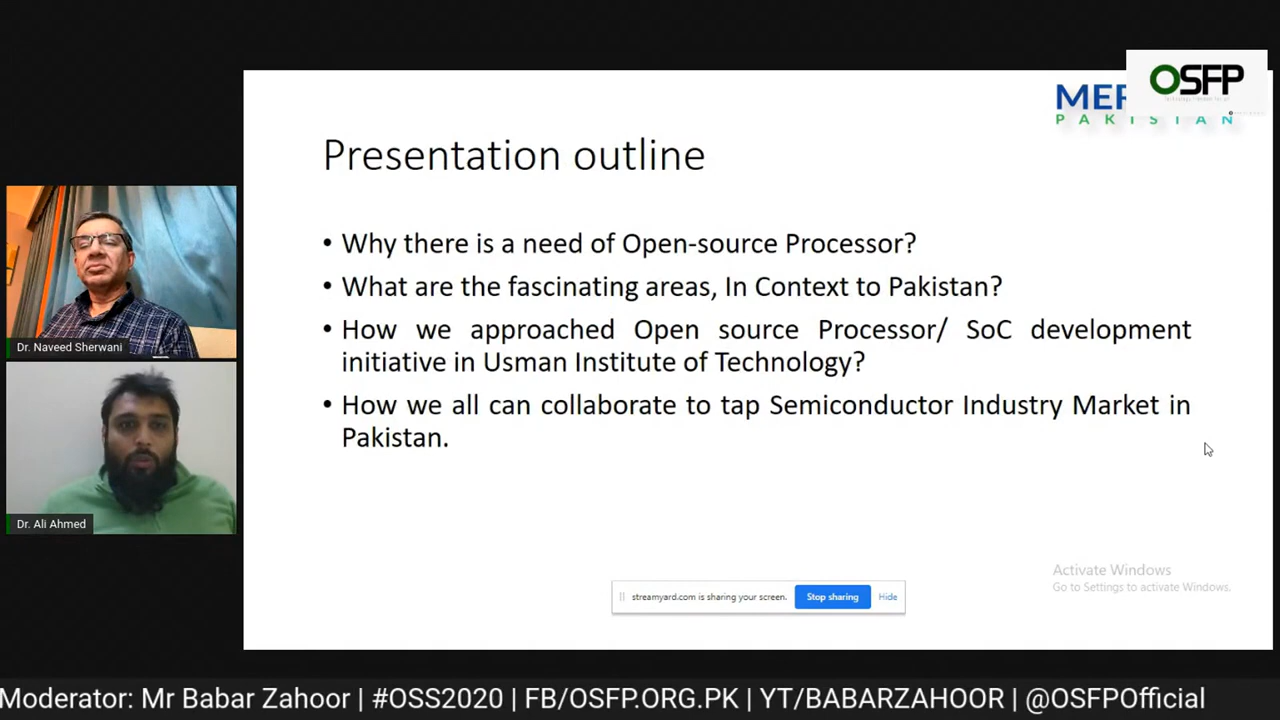 OSFP
PAKISTAN
Presentation outline
• Why there is a need of Open-source Processor?
• What are the fascinating areas, In Context to Pakistan?
• How we approached Open source Processor/ SoC development
initiative in Usman Institute of Technology?
• How we all can collaborate to tap Semiconductor Industry Market in
Pakistan.
Dr. Naveed Sherwani
Dr. Ali Ahmed
Activate Windows
Go to Settings to activate Windows.
streamyard.com is sharing your screen.
Stop sharing
Hide
Moderator: Mr Babar Zahoor | #OSS2020 | FB/OSFP.ORG.PK | YT/BABARZAHOOR | @OSFPOfficial